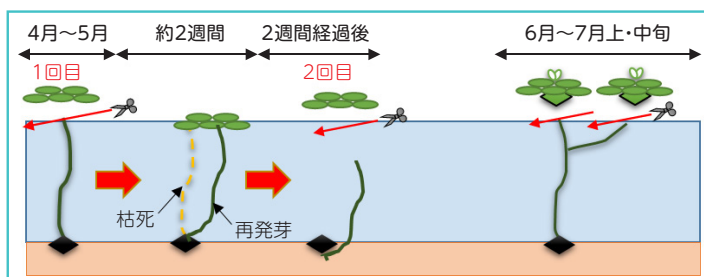 4月〜5月
約2週間
2週間経過後
6月〜7月上・中旬
1回目
2回目
枯死
再発芽